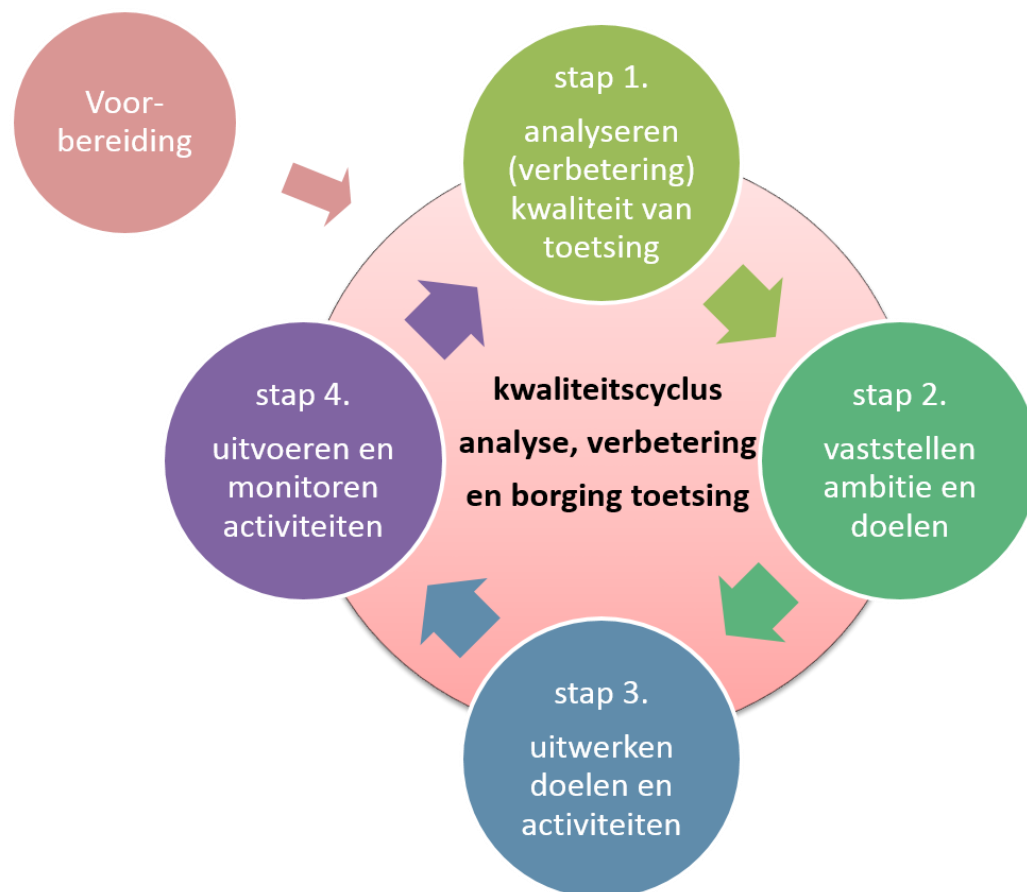 Voor-
bereiding
stap 1.
analyseren
(verbetering)
kwaliteit van
toetsing
kwaliteitscyclus
analyse, verbetering
en borging toetsing
stap 2.
vaststellen
ambitie en
doelen
stap 3.
uitwerken
doelen en
activiteiten
stap 4.
uitvoeren en
monitoren
activiteiten